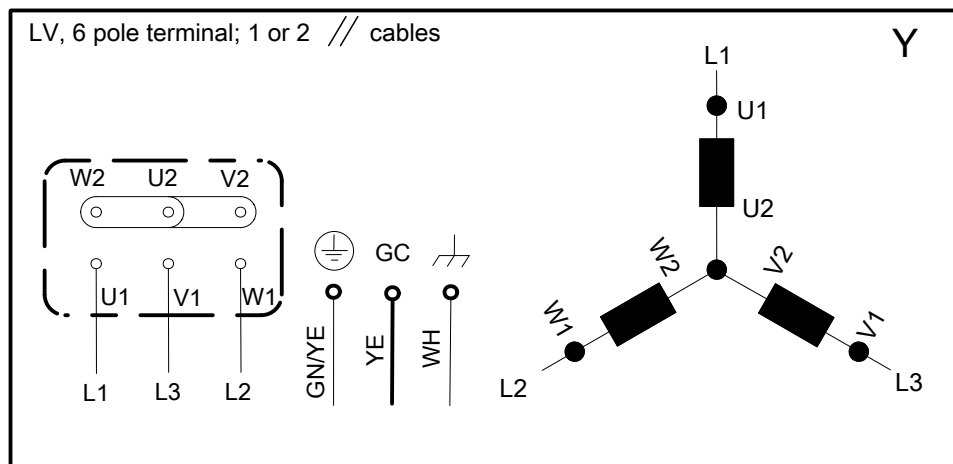 LV, 6 pole terminal; 1 or 2 // cables
Y
L1
U1
U2
W2
V2
W1
V1
L2
L3
W2 U2 V2
U1 V1 W1
L1 L3 L2
GC
GN/YE
YE
WH